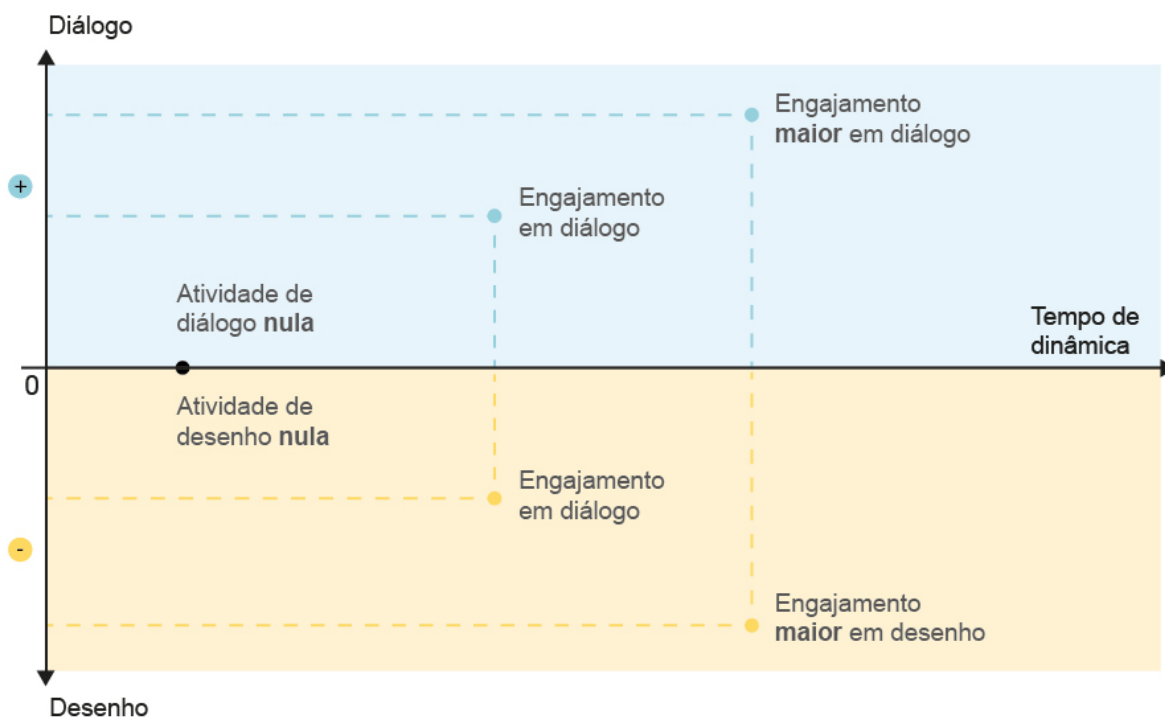 Diálogo
Engajamento
maior em diálogo
+
Engajamento
em diálogo
Atividade de
diálogo nula
Tempo de
dinâmica
0
Atividade de
desenho nula
Engajamento
em diálogo
-
Engajamento
maior em desenho
Desenho